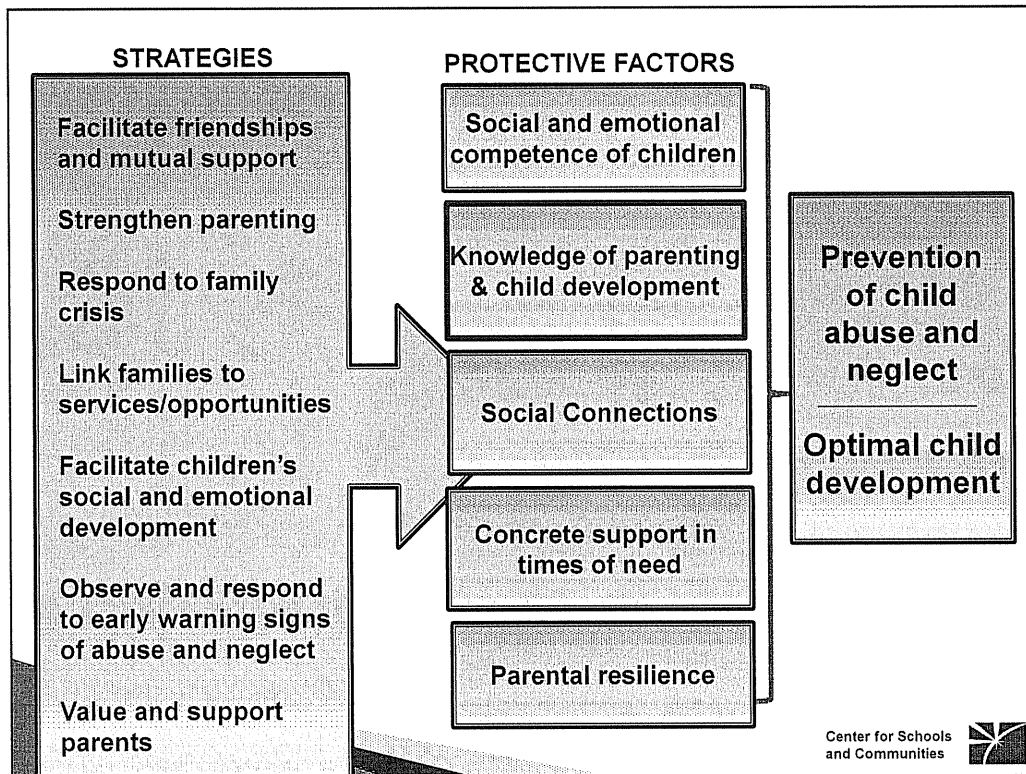 STRATEGIES
Facilitate friendships
and mutual support
Strengthen parenting
Respond to family
crisis
Link families to
services/opportunities
Facilitate children's
social and emotional
development
Observe and respond
to early warning signs
of abuse and neglect
Value and support
parents
PROTECTIVE FACTORS
Social and emotional
competence of children
Knowledge of parenting
& child development
Social Connections
Concrete support in
times of need
Parental resilience
Prevention
of child
abuse and
neglect
Optimal child
development
Center for Schools
and Communities